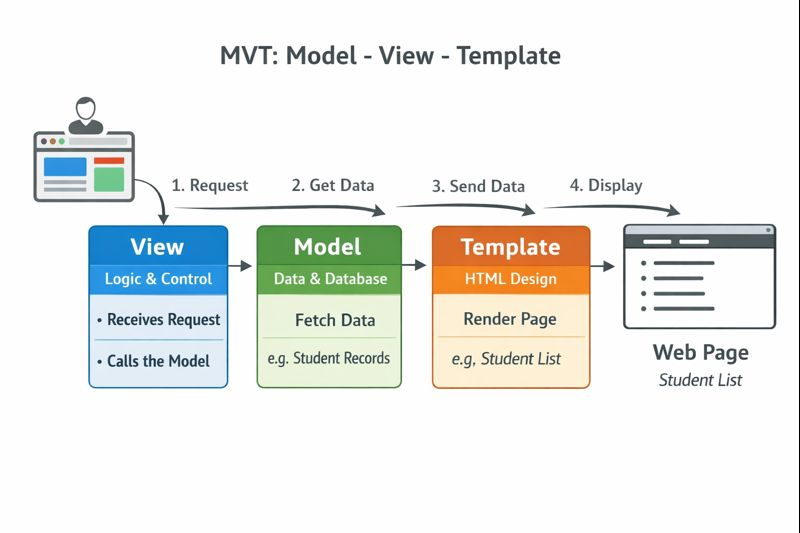 MVT: Model - View - Template
1. Request
2. Get Data
3. Send Data
4. Display
View
Logic & Control
• Receives Request
• Calls the Model
Model
Data & Database
Fetch Data
e.g. Student Records
Template
HTML Design
Render Page
e.g, Student List
Web Page
Student List